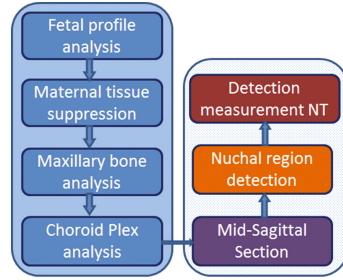 Fetal profile
analysis
Maternal tissue
suppression
Maxillary bone
analysis
Choroid Plex
analysis
Detection
measurement NT
Nuchal region
detection
Mid-Sagittal
Section